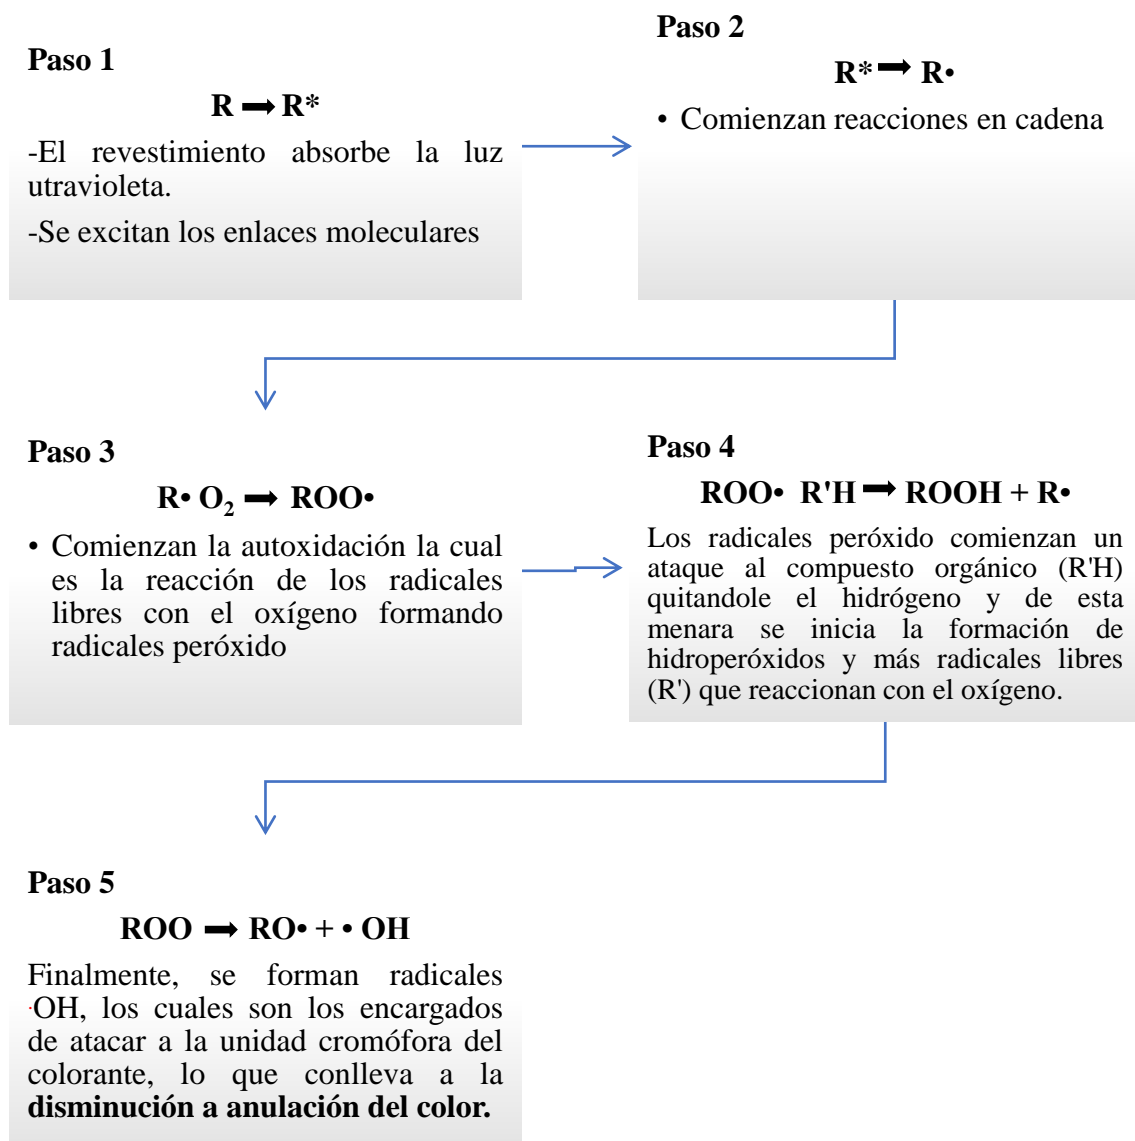 Paso 1
R → R*
-El revestimiento absorbe la luz
utravioleta.
-Se excitan los enlaces moleculares
Paso 2
R* → R•
• Comienzan reacciones en cadena
Paso 3
R• O₂ → ROO•
• Comienzan la autoxidación la cual
es la reacción de los radicales
libres con el oxígeno formando
radicales peróxido
Paso 4
ROO• R'H → ROOH + R•
Los radicales peróxido comienzan un
ataque al compuesto orgánico (R'H)
quitandole el hidrógeno y de esta
menara se inicia la formación de
hidroperóxidos y más radicales libres
(R') que reaccionan con el oxígeno.
Paso 5
ROO → RO• + • OH
Finalmente, se forman radicales
·OH, los cuales son los encargados
de atacar a la unidad cromófora del
colorante, lo que conlleva a la
disminución a anulación del color.